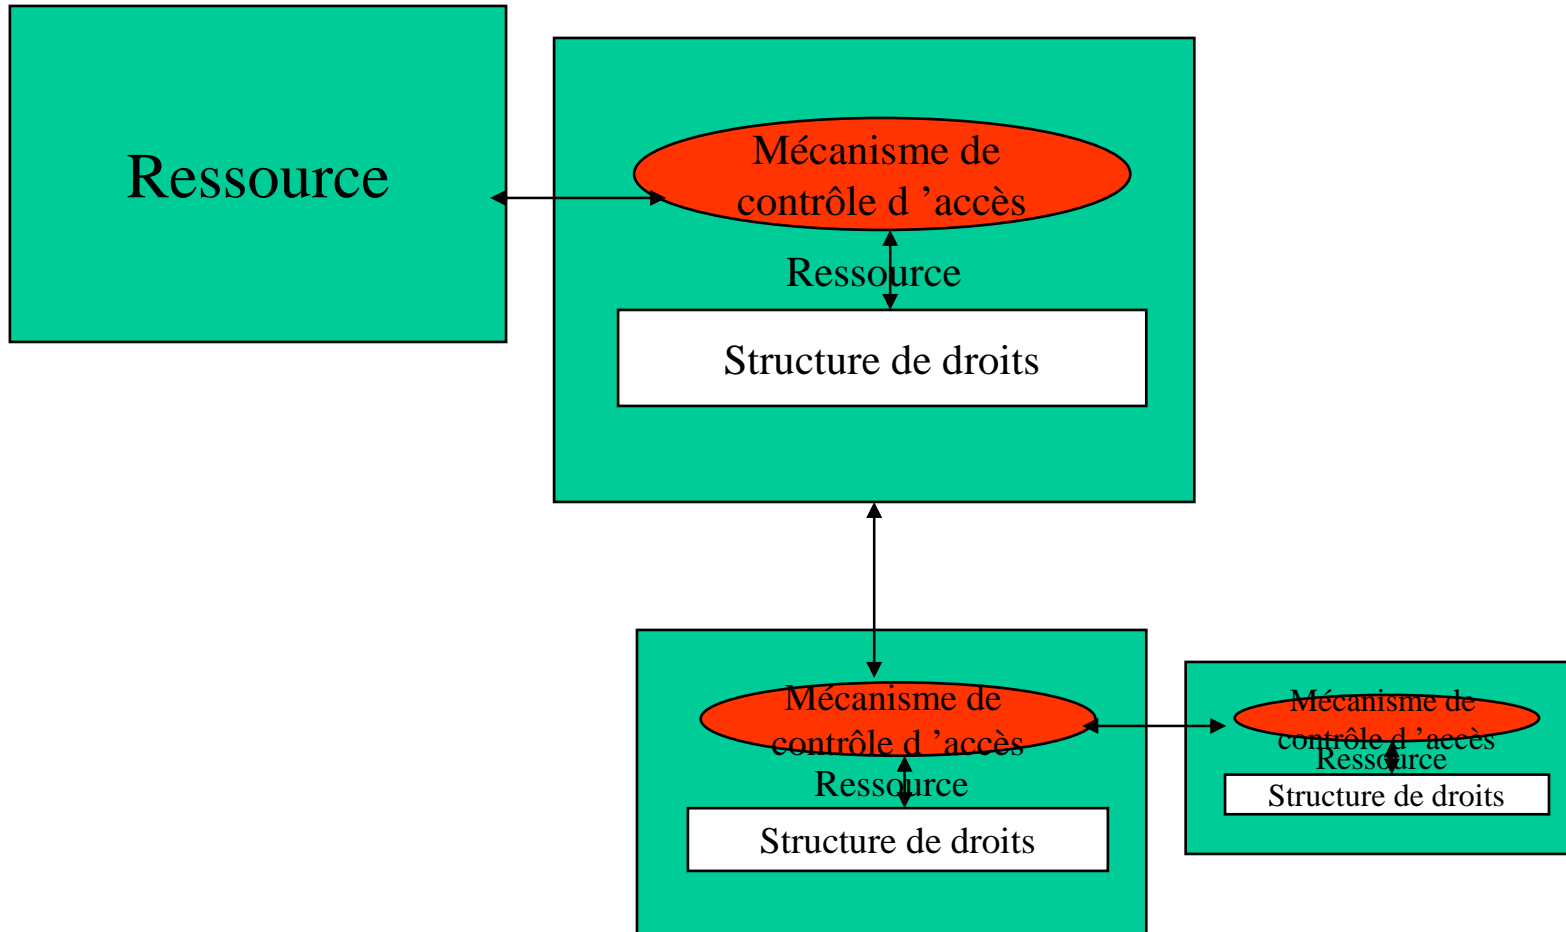 Ressource
Mécanisme de
contrôle d ’accès
Ressource
Structure de droits
Mécanisme de
contrôle d ’accès
Ressource
Structure de droits
Mécanisme de
contrôle d ’accès
Ressource
Structure de droits